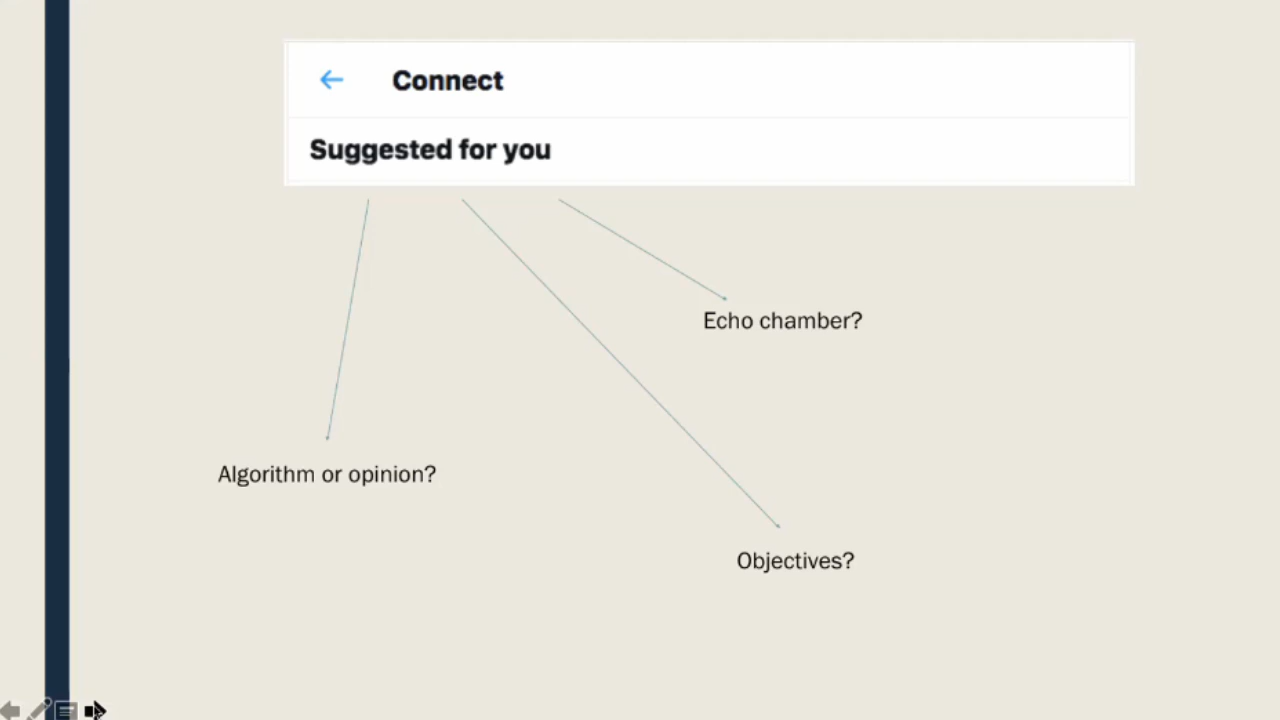 Connect
Suggested for you
Echo chamber?
Algorithm or opinion?
Objectives?